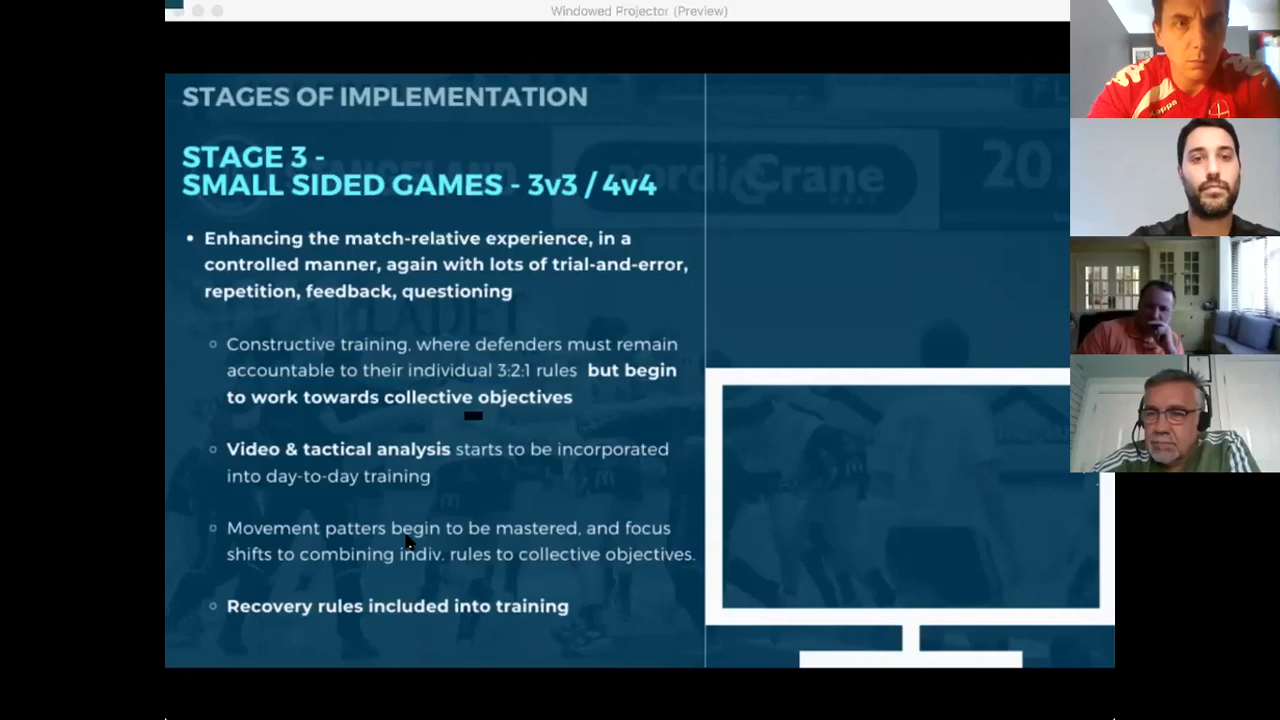 Windowed Projector (Preview)
STAGES OF IMPLEMENTATION
STAGE 3 -
SMALL SIDED GAMES - 3v3 / 4v4
nordic Crane
Enhancing the match-relative experience, in a
controlled manner, again with lots of trial-and-error,
repetition, feedback, questioning
Constructive training, where defenders must remain
accountable to their individual 3:2:1 rules but begin
to work towards collective objectives
Video & tactical analysis starts to be incorporated
into day-to-day training
Movement patters begin to be mastered, and focus
shifts to combining indiv. rules to collective objectives.
Recovery rules included into training
Kappa